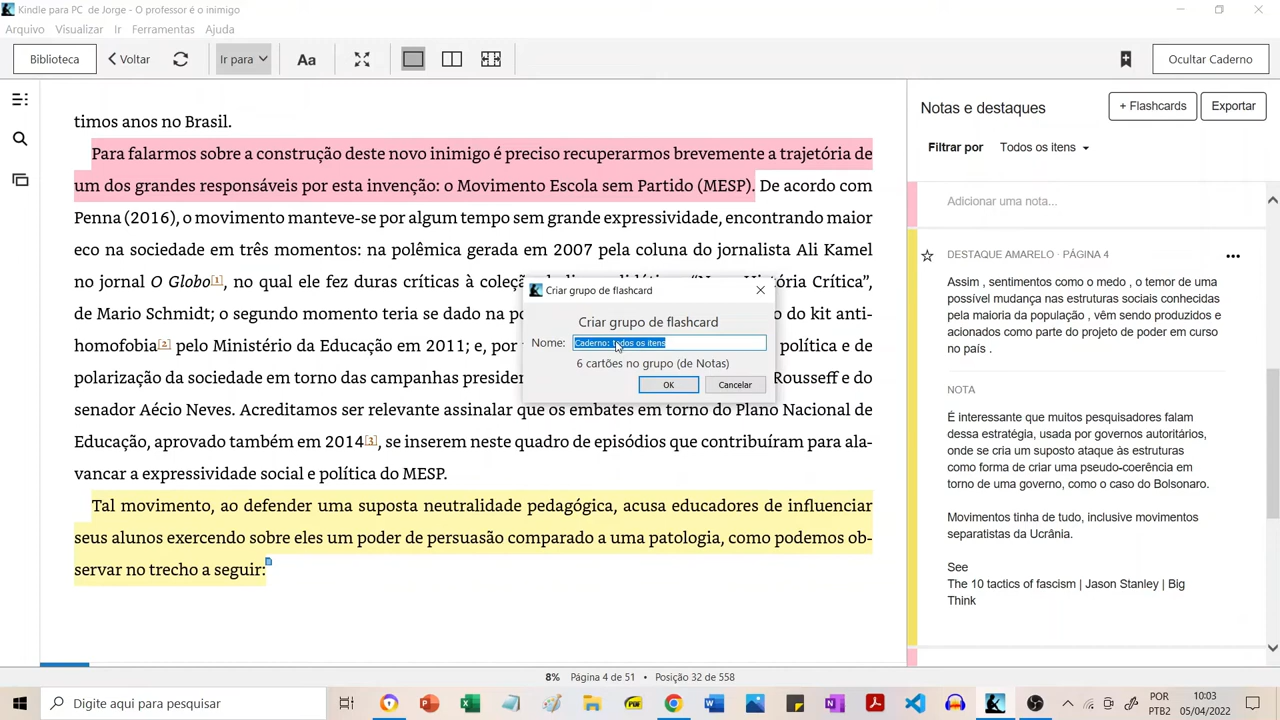 Kindle para PC de Jorge - O professor é o inimigo
Arquivo Visualizar Ir Ferramentas Ajuda
Biblioteca Voltar Ir para Aa Ocultar Caderno
timos anos no Brasil.
Para falarmos sobre a construção deste novo inimigo é preciso recuperarmos brevemente a trajetória de
um dos grandes responsáveis por esta invenção: o Movimento Escola sem Partido (MESP). De acordo com
Penna (2016), o movimento manteve-se por algum tempo sem grande expressividade, encontrando maior
eco na sociedade em três momentos: na polêmica gerada em 2007 pela coluna do jornalista Ali Kamel
no jornal O Globo[1], no qual ele fez duras críticas à coleção História Crítica”,
de Mario Schmidt; o segundo momento teria se dado na do kit anti-
homofobia[2] pelo Ministério da Educação em 2011; e, por política e de
polarização da sociedade em torno das campanhas Rousseff e do
senador Aécio Neves. Acreditamos ser relevante assinalar que os embates em torno do Plano Nacional de
Educação, aprovado também em 2014[3], se inserem neste quadro de episódios que contribuíram para ala-
vancar a expressividade social e política do MESP.
Tal movimento, ao defender uma suposta neutralidade pedagógica, acusa educadores de influenciar
seus alunos exercendo sobre eles um poder de persuasão comparado a uma patologia, como podemos ob-
servar no trecho a seguir:
Criar grupo de flashcard
Criar grupo de flashcard
Nome: Caderno: todos os itens
6 cartões no grupo (de Notas)
OK Cancelar
Notas e destaques + Flashcards Exportar
Filtrar por Todos os itens
Adicionar uma nota...
DESTAQUE AMARELO · PÁGINA 4
Assim , sentimentos como o medo , o temor de uma
possível mudança nas estruturas sociais conhecidas
pela maioria da população , vêm sendo produzidos e
acionados como parte do projeto de poder em curso
no país .
NOTA
É interessante que muitos pesquisadores falam
dessa estratégia, usada por governos autoritários,
onde se cria um suposto ataque às estruturas
como forma de criar uma pseudo-coerência em
torno de uma governo, como o caso do Bolsonaro.
Movimentos tinha de tudo, inclusive movimentos
separatistas da Ucrânia.
See
The 10 tactics of fascism | Jason Stanley | Big
Think
8% Página 4 de 51 Posição 32 de 558
Digite aqui para pesquisar
POR
PTB2
10:03
05/04/2022